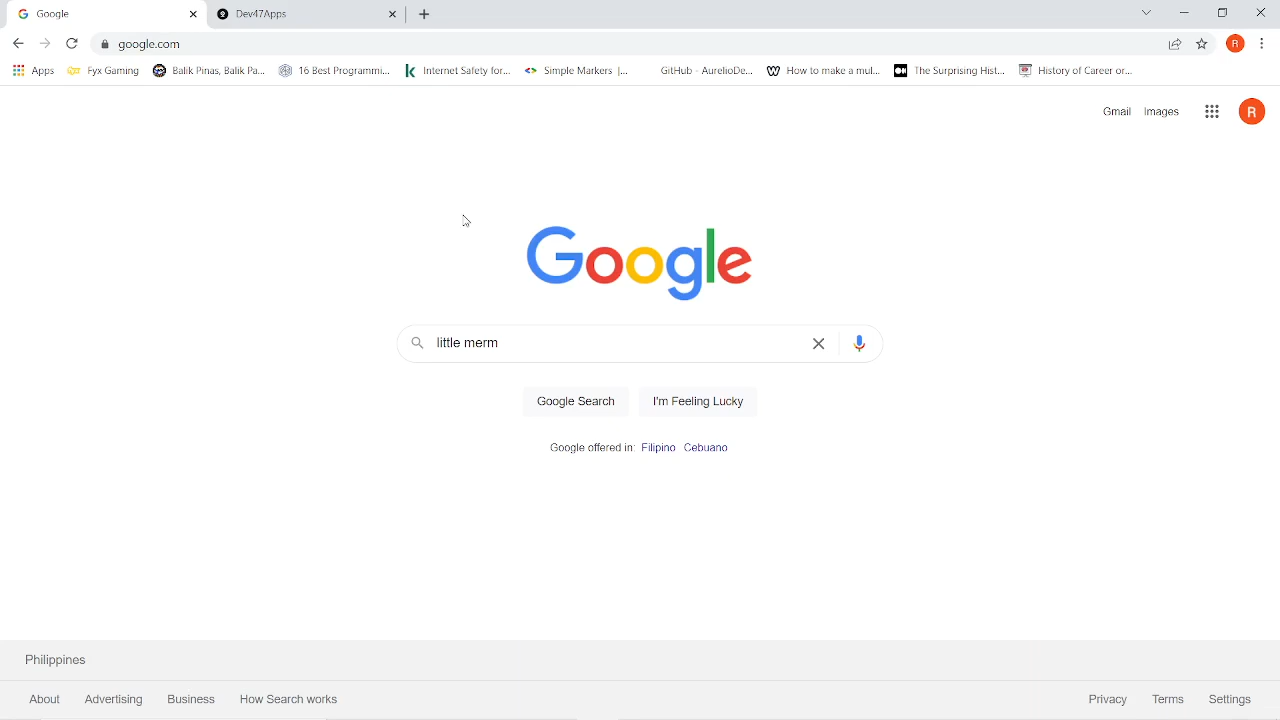 Google
Dev47Apps
google.com
Apps
Fyx Gaming
Balik Pinas, Balik Pa...
16 Best Programmi...
Internet Safety for...
Simple Markers |...
GitHub - AurelioDe...
How to make a mul...
The Surprising Hist...
History of Career or...
R
Gmail
Images
R
Google
little merm
Google Search
I'm Feeling Lucky
Google offered in: Filipino Cebuano
Philippines
About
Advertising
Business
How Search works
Privacy
Terms
Settings